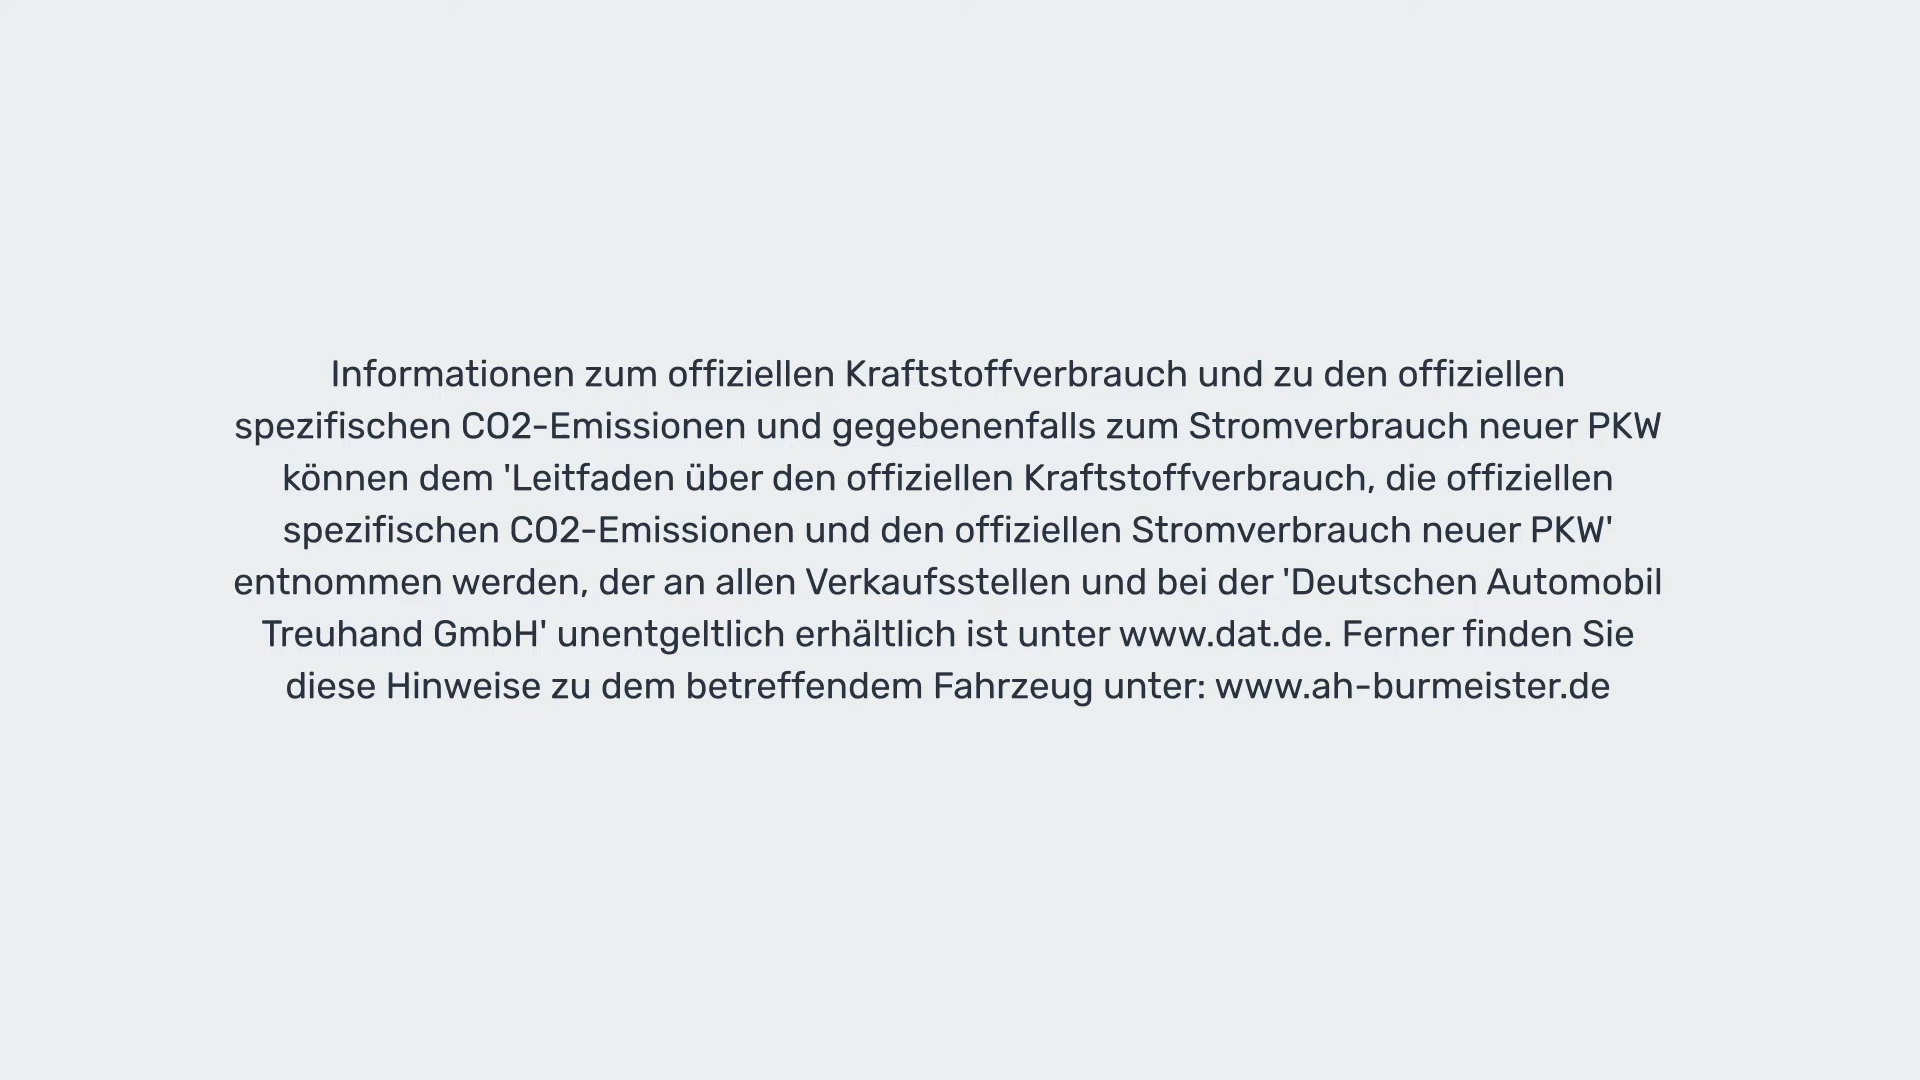 Informationen zum offiziellen Kraftstoffverbrauch und zu den offiziellen
spezifischen CO2-Emissionen und gegebenenfalls zum Stromverbrauch neuer PKW
können dem 'Leitfaden über den offiziellen Kraftstoffverbrauch, die offiziellen
spezifischen CO2-Emissionen und den offiziellen Stromverbrauch neuer PKW'
entnommen werden, der an allen Verkaufsstellen und bei der 'Deutschen Automobil
Treuhand GmbH' unentgeltlich erhältlich ist unter www.dat.de. Ferner finden Sie
diese Hinweise zu dem betreffendem Fahrzeug unter: www.ah-burmeister.de